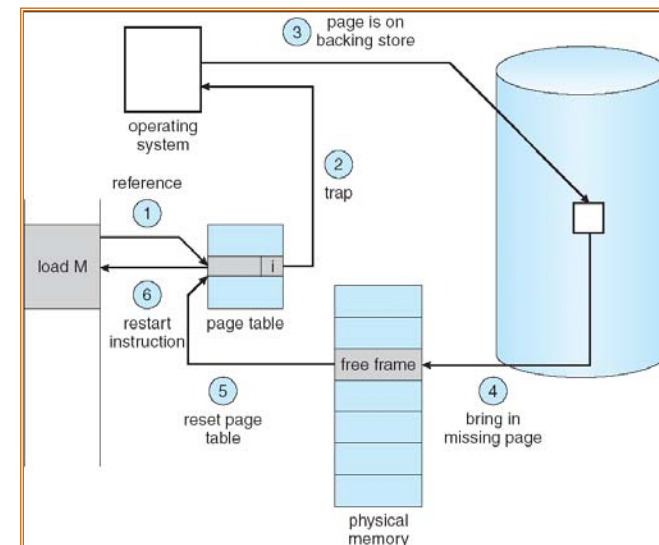 3
page is on
backing store
operating
system
2
trap
reference
1
load M
i
6
restart
instruction
page table
free frame
5
reset page
table
4
bring in
missing page
physical
memory